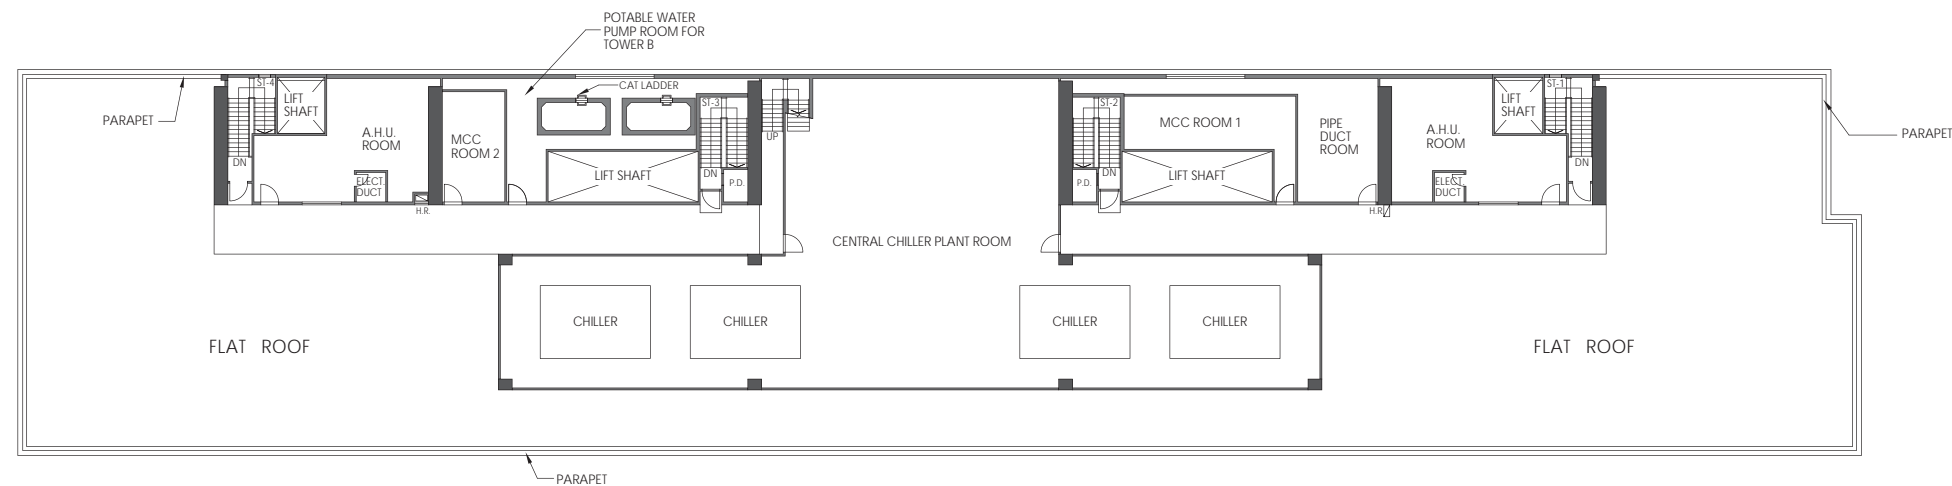 POTABLE WATER
PUMP ROOM FOR
TOWER B
CAT LADDER
PARAPET
ST-4
LIFT
SHAFT
A.H.U.
ROOM
DN
ELECT.
DUCT
H.R.
MCC
ROOM 2
LIFT SHAFT
ST-3
DN
P.D.
UP
CENTRAL CHILLER PLANT ROOM
ST-2
DN
P.D.
MCC ROOM 1
LIFT SHAFT
PIPE
DUCT
ROOM
H.R.
A.H.U.
ROOM
ELECT.
DUCT
LIFT
SHAFT
ST-1
DN
PARAPET
CHILLER
CHILLER
CHILLER
CHILLER
FLAT ROOF
FLAT ROOF
PARAPET